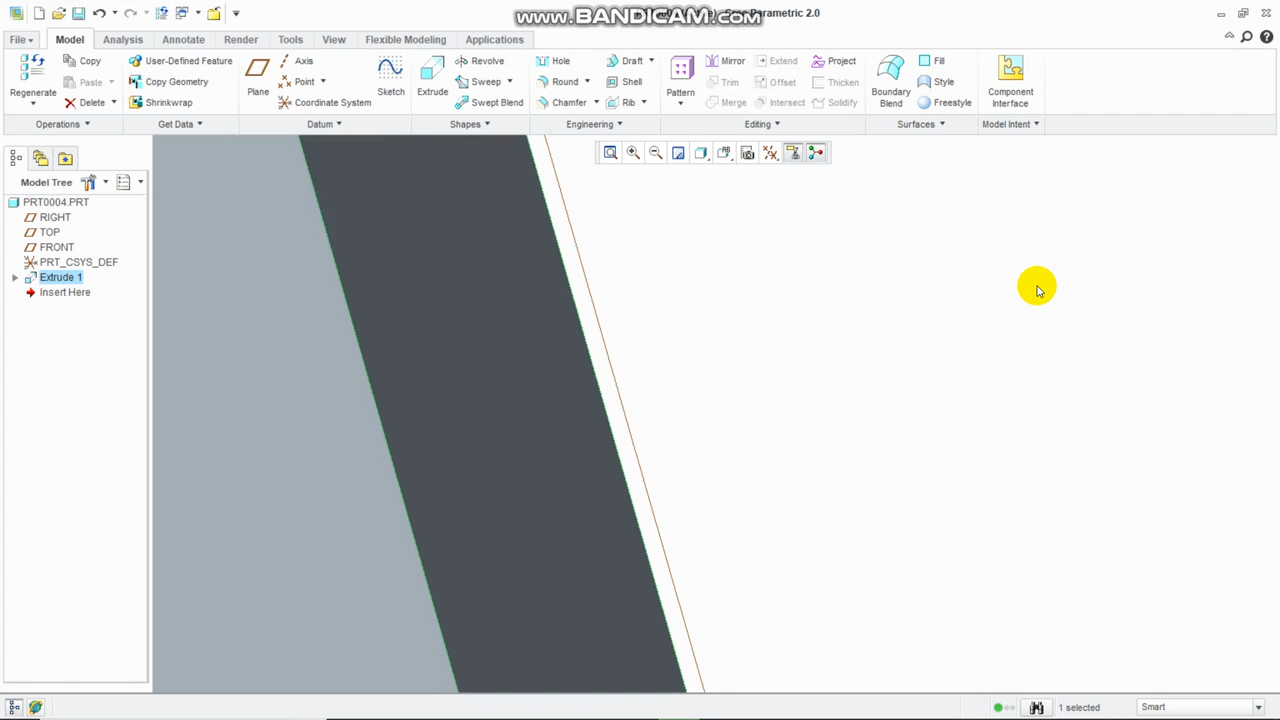 www.BANDICAM.com
Creo Parametric 2.0
File
Model
Analysis
Annotate
Render
Tools
View
Flexible Modeling
Applications
Regenerate
Copy
Paste
Delete
User-Defined Feature
Copy Geometry
Shrinkwrap
Plane
Axis
Point
Coordinate System
Sketch
Extrude
Revolve
Sweep
Swept Blend
Hole
Round
Chamfer
Draft
Shell
Rib
Pattern
Mirror
Trim
Merge
Extend
Offset
Intersect
Project
Thicken
Solidify
Boundary
Blend
Fill
Style
Freestyle
Component
Interface
Operations
Get Data
Datum
Shapes
Engineering
Editing
Surfaces
Model Intent
Model Tree
PRT0004.PRT
RIGHT
TOP
FRONT
PRT_CSYS_DEF
Extrude 1
Insert Here
1 selected
Smart